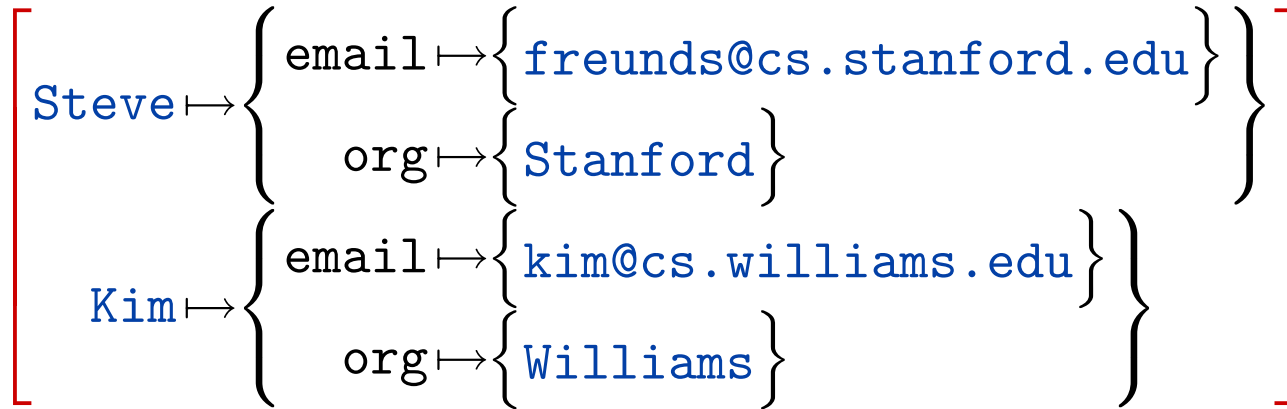 email ↦ { freunds@cs.stanford.edu }
Steve ↦
org ↦ { Stanford }
email ↦ { kim@cs.williams.edu }
Kim ↦
org ↦ { Williams }